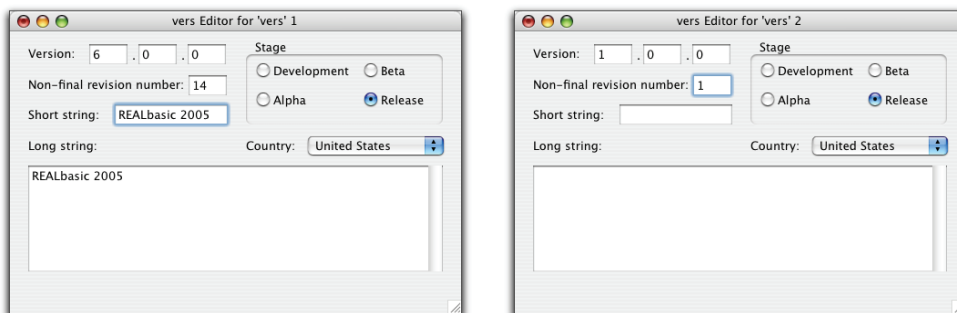 vers Editor for 'vers' 1
Version: 6 . 0 . 0
Stage
Development Beta
Non-final revision number: 14
Alpha Release
Short string: REALbasic 2005
Long string:
Country: United States
REALbasic 2005
vers Editor for 'vers' 2
Version: 1 . 0 . 0
Stage
Development Beta
Non-final revision number: 1
Alpha Release
Short string:
Long string:
Country: United States